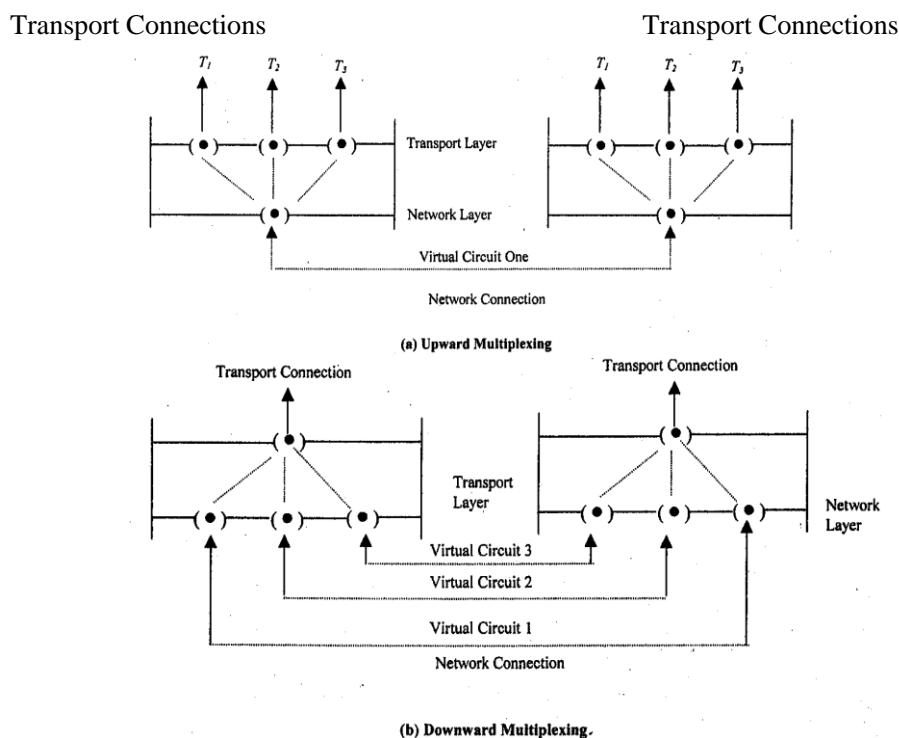 Transport Connections Transport Connections
T1 T2 T3 T1 T2 T3
Transport Layer
Network Layer
Virtual Circuit One
Network Connection
(a) Upward Multiplexing
Transport Connection Transport Connection
Transport
Layer
Network
Layer
Virtual Circuit 3
Virtual Circuit 2
Virtual Circuit 1
Network Connection
(b) Downward Multiplexing.